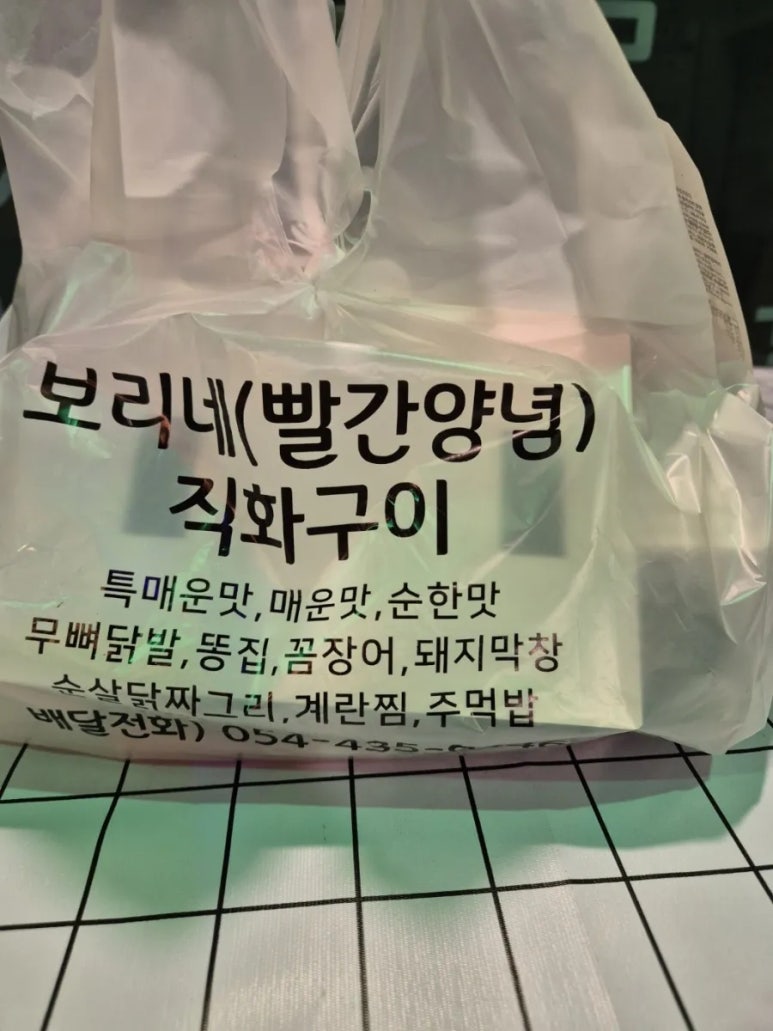 보리네(빨간양념)
직화구이
특매운맛,매운맛,순한맛
무뼈닭발,똥집,꼼장어,돼지막창
순살닭짜그리,계란찜,주먹밥
배달전화) 054-435-